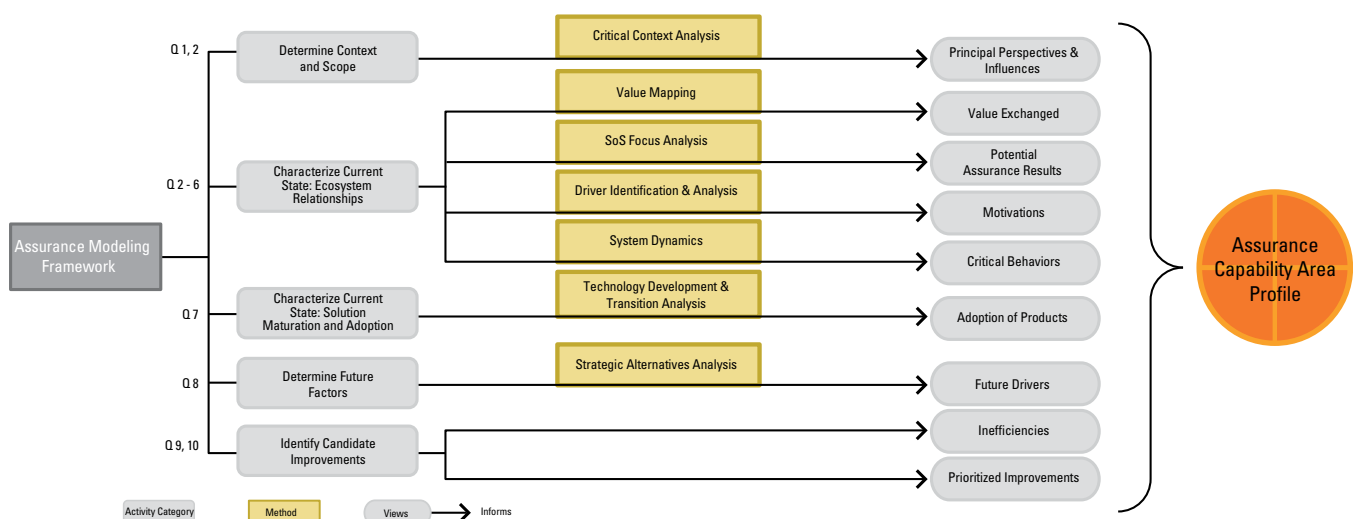 Assurance Modeling
Framework
Q 1, 2
Determine Context
and Scope
Critical Context Analysis
Principal Perspectives &
Influences
Q 2 - 6
Characterize Current
State: Ecosystem
Relationships
Value Mapping
Value Exchanged
SoS Focus Analysis
Potential
Assurance Results
Driver Identification & Analysis
Motivations
System Dynamics
Critical Behaviors
Q 7
Characterize Current
State: Solution
Maturation and Adoption
Technology Development &
Transition Analysis
Adoption of Products
Q 8
Determine Future
Factors
Strategic Alternatives Analysis
Future Drivers
Q 9, 10
Identify Candidate
Improvements
Inefficiencies
Prioritized Improvements
Assurance
Capability Area
Profile
Activity Category
Method
Views
Informs